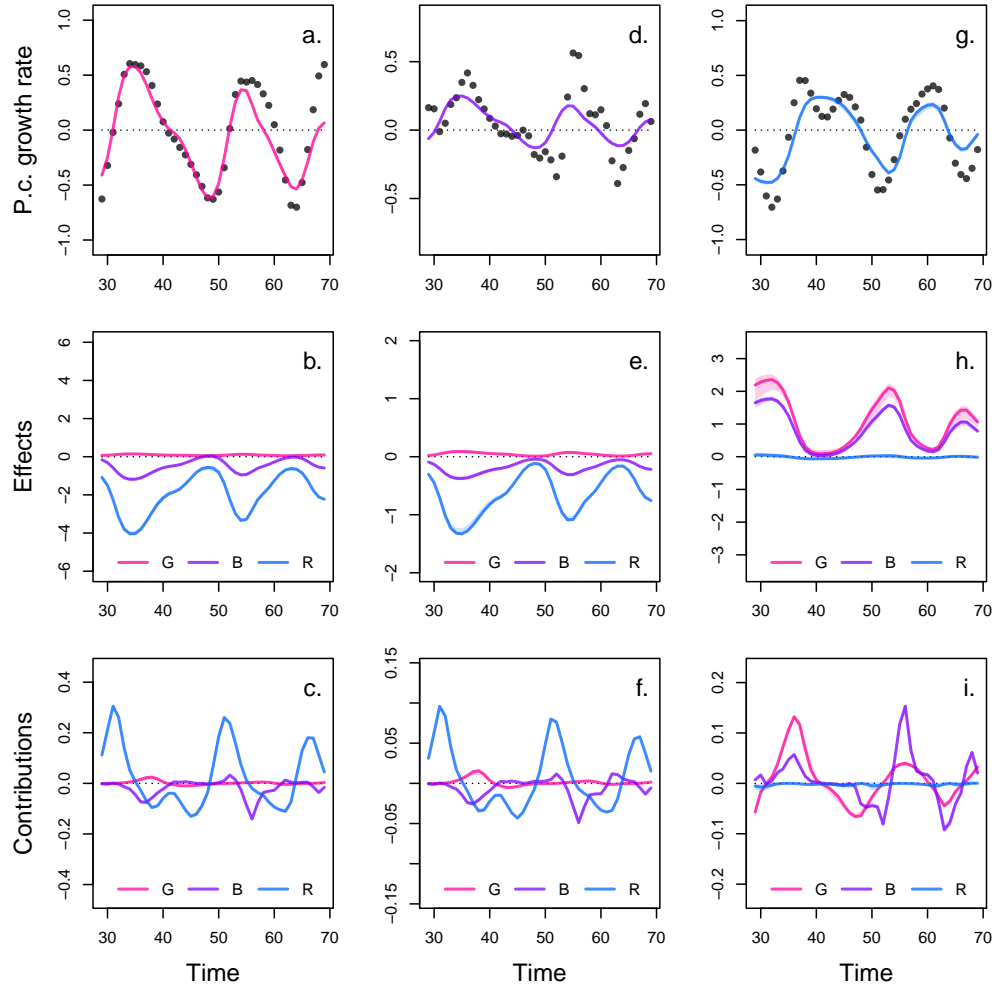 P.c. growth rate
−1.0 −0.5 0.0 0.5 1.0
a.
30 40 50 60 70
−0.5 0.0 0.5
d.
30 40 50 60 70
−1.0 −0.5 0.0 0.5 1.0
g.
30 40 50 60 70
Effects
−6 −4 −2 0 2 4 6
b.
G B R
30 40 50 60 70
−2 −1 0 1 2
e.
G B R
30 40 50 60 70
−3 −2 −1 0 1 2 3
h.
G B R
30 40 50 60 70
Contributions
−0.4 −0.2 0.0 0.2 0.4
c.
G B R
30 40 50 60 70
Time
−0.15 −0.05 0.05 0.15
f.
G B R
30 40 50 60 70
Time
−0.2 −0.1 0.0 0.1 0.2
i.
G B R
30 40 50 60 70
Time